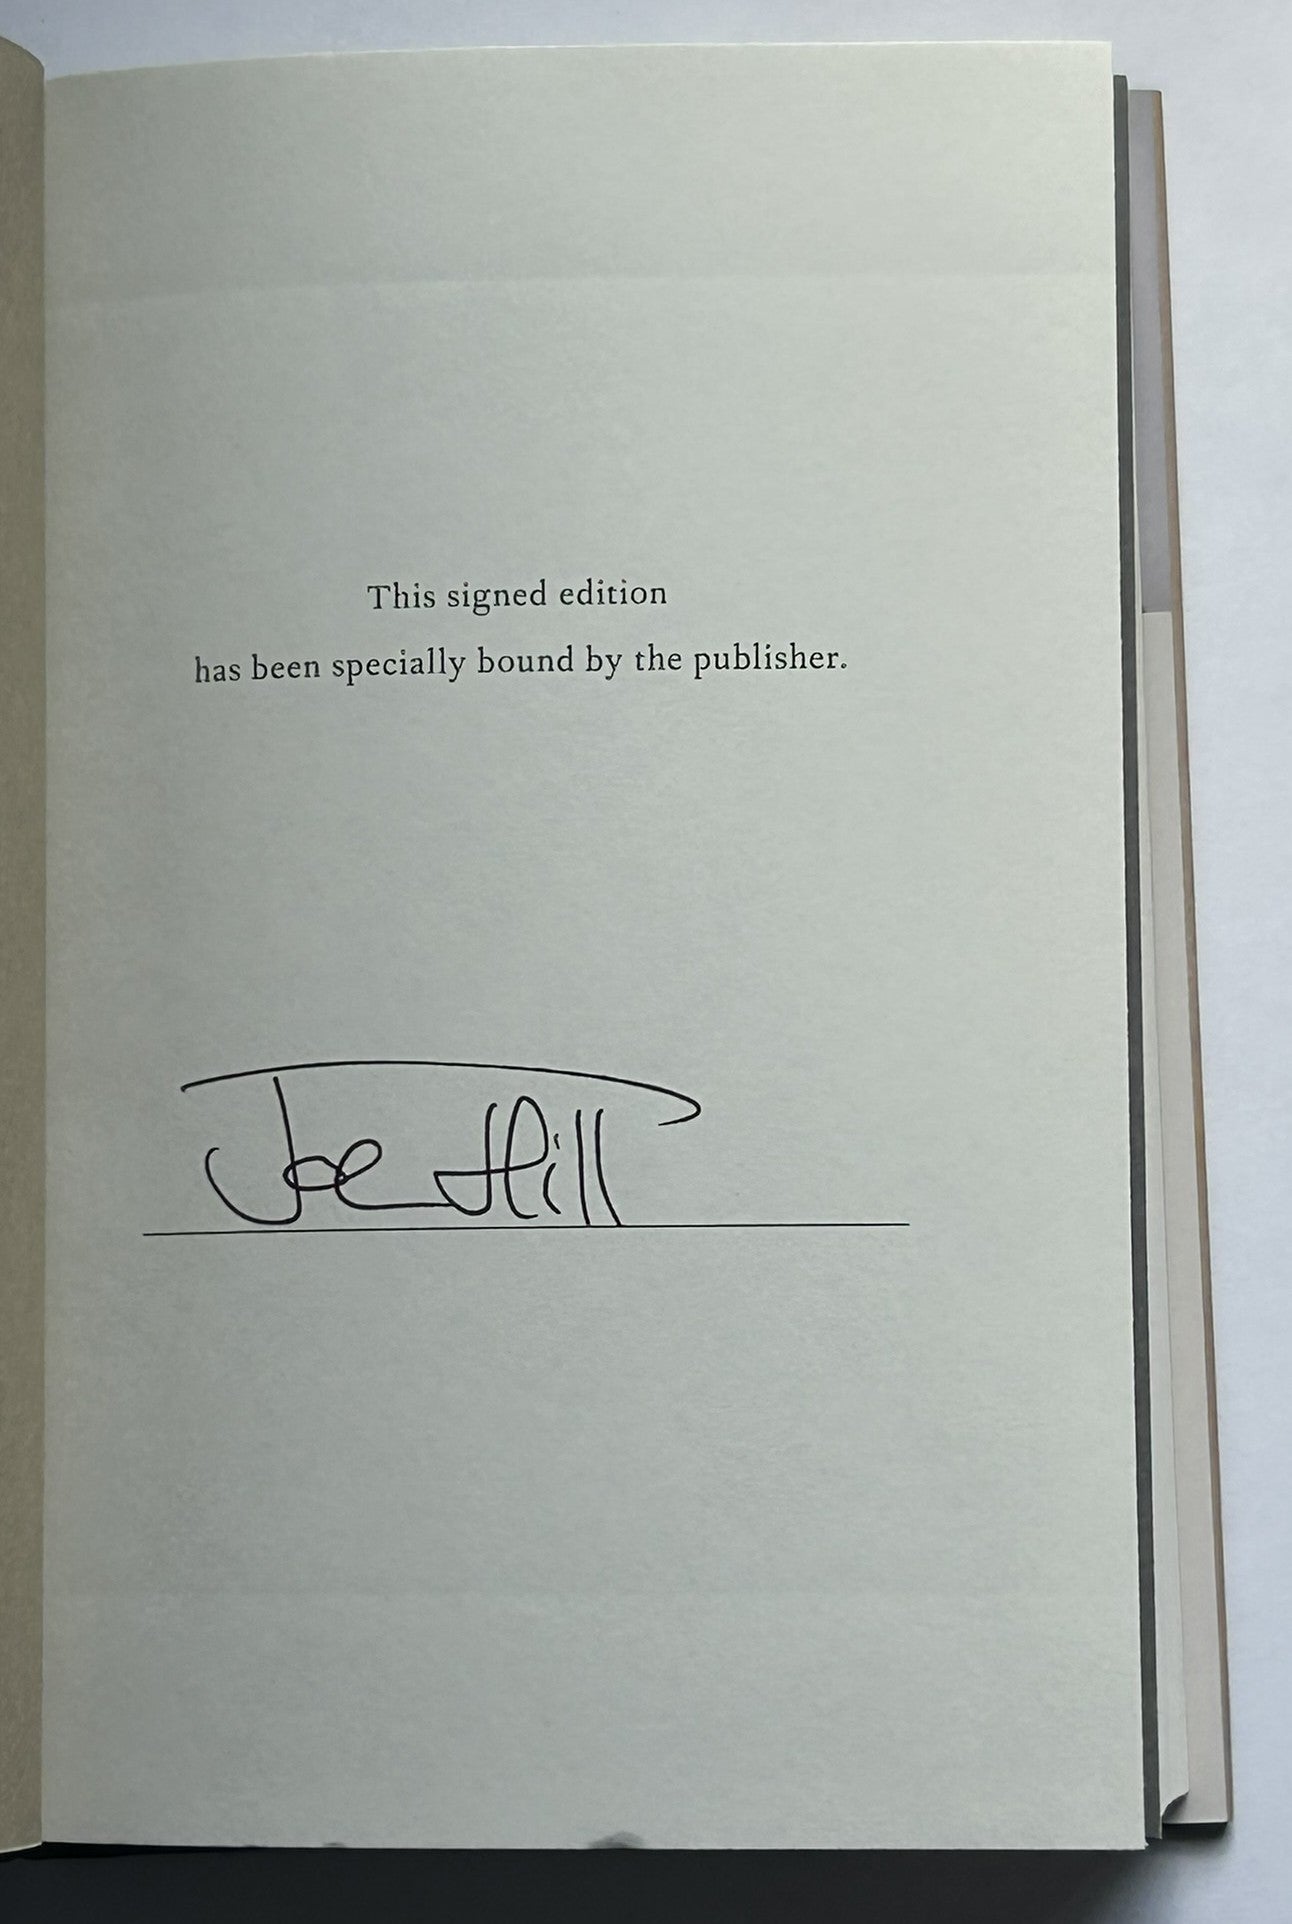 This signed edition
has been specially bound by the publisher.
Joe Hill